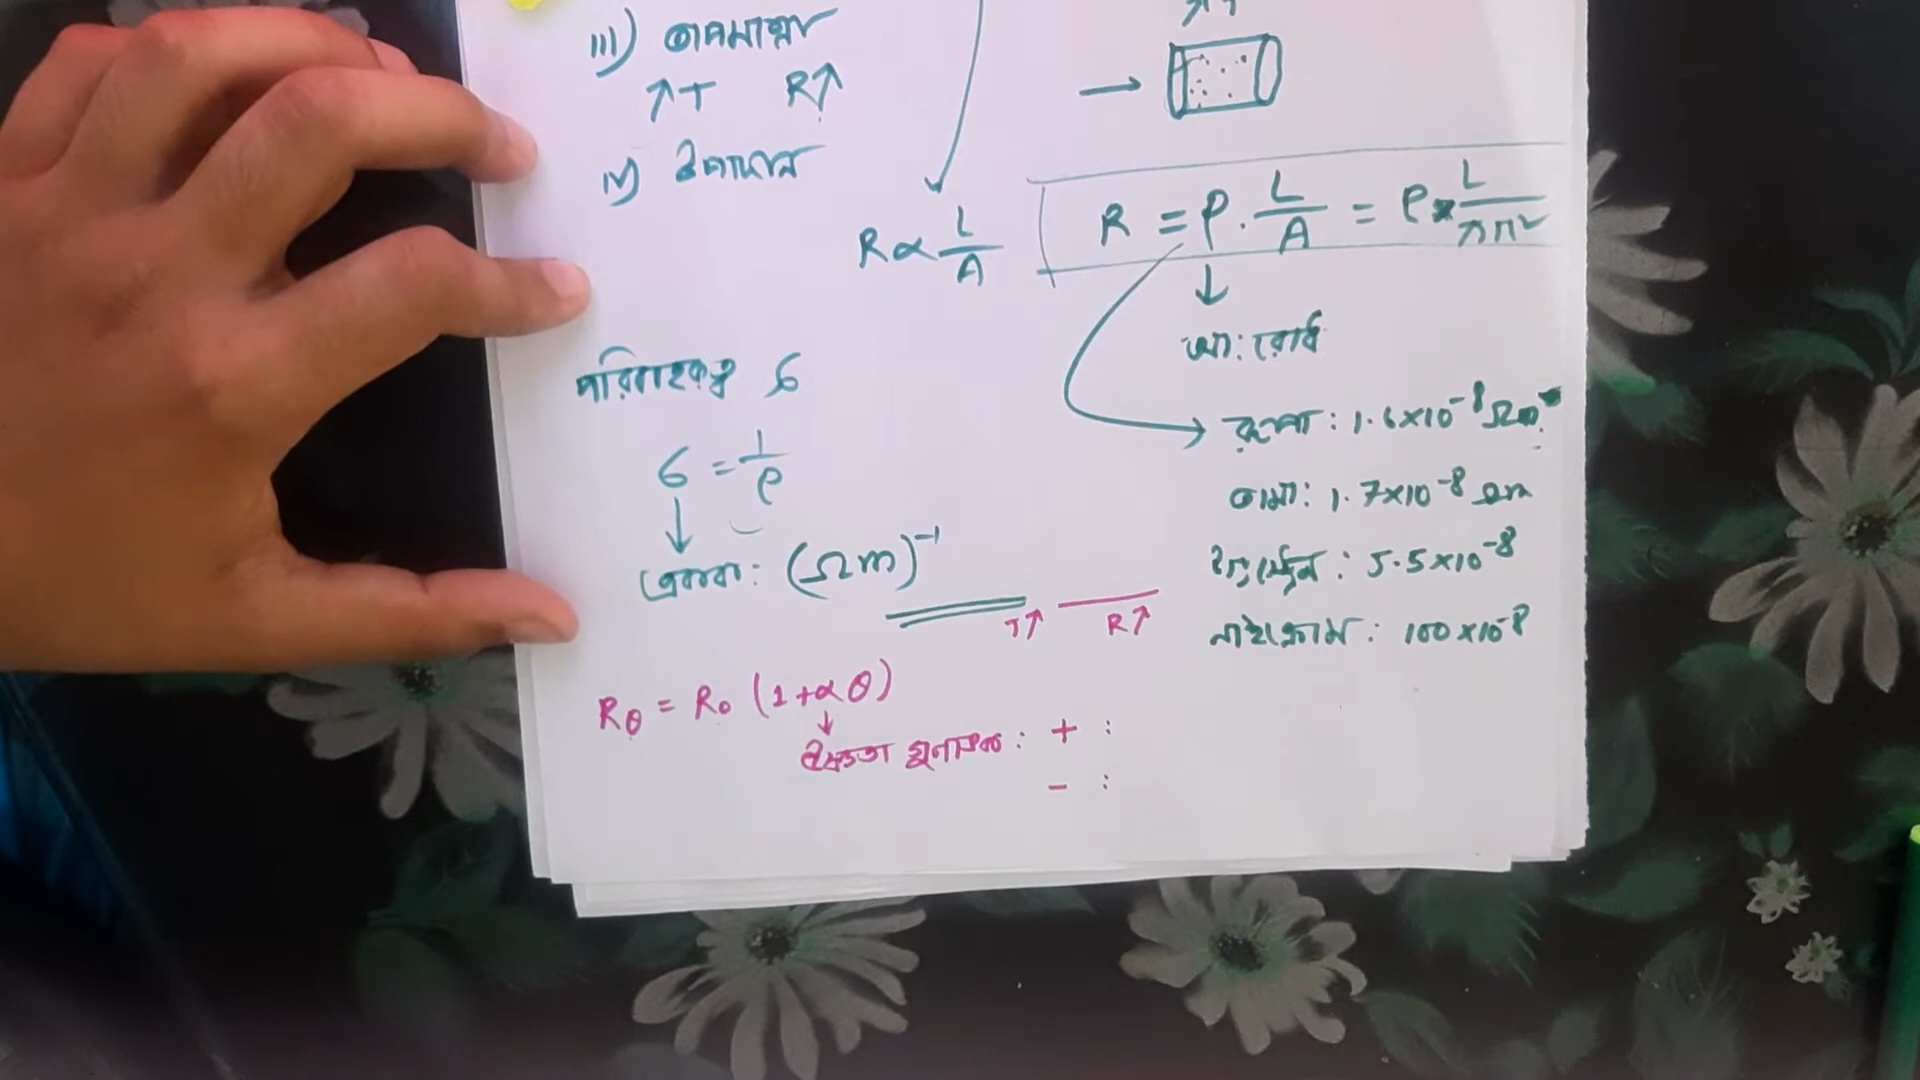 iii) তাপমাত্রা
↑T R↑
iv) উপাদান
R ∝ L/A
R = ρ · L/A = ρ × L/πr²
↓
আ: রোধ
রূপা : 1.6×10⁻⁸ Ωm
তামা : 1.7×10⁻⁸ Ωm
টাংস্টেন : 5.5×10⁻⁸
নাইক্রোম : 100×10⁻⁸
পরিবাহকত্ব σ
σ = 1/ρ
↓
একক : (Ωm)⁻¹
T↑ R↑
Rθ = R₀ (1+αθ)
↓
উষ্ণতা গুনাঙ্ক : + :
- :